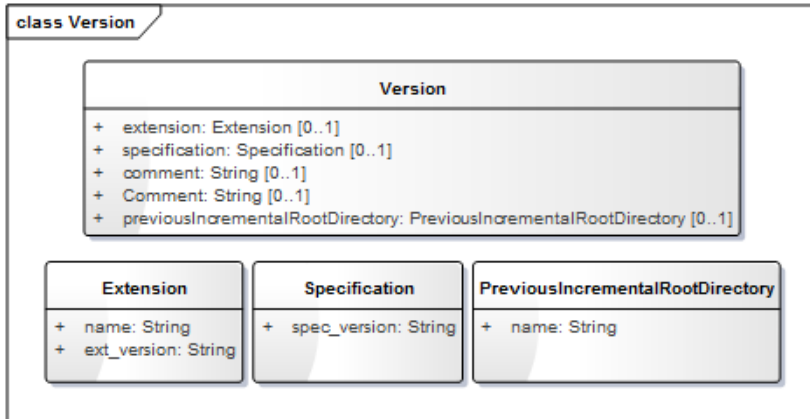 class Version
Version
+ extension: Extension [0..1]
+ specification: Specification [0..1]
+ comment: String [0..1]
+ Comment: String [0..1]
+ previousIncrementalRootDirectory: PreviousIncrementalRootDirectory [0..1]
Extension
+ name: String
+ ext_version: String
Specification
+ spec_version: String
PreviousIncrementalRootDirectory
+ name: String